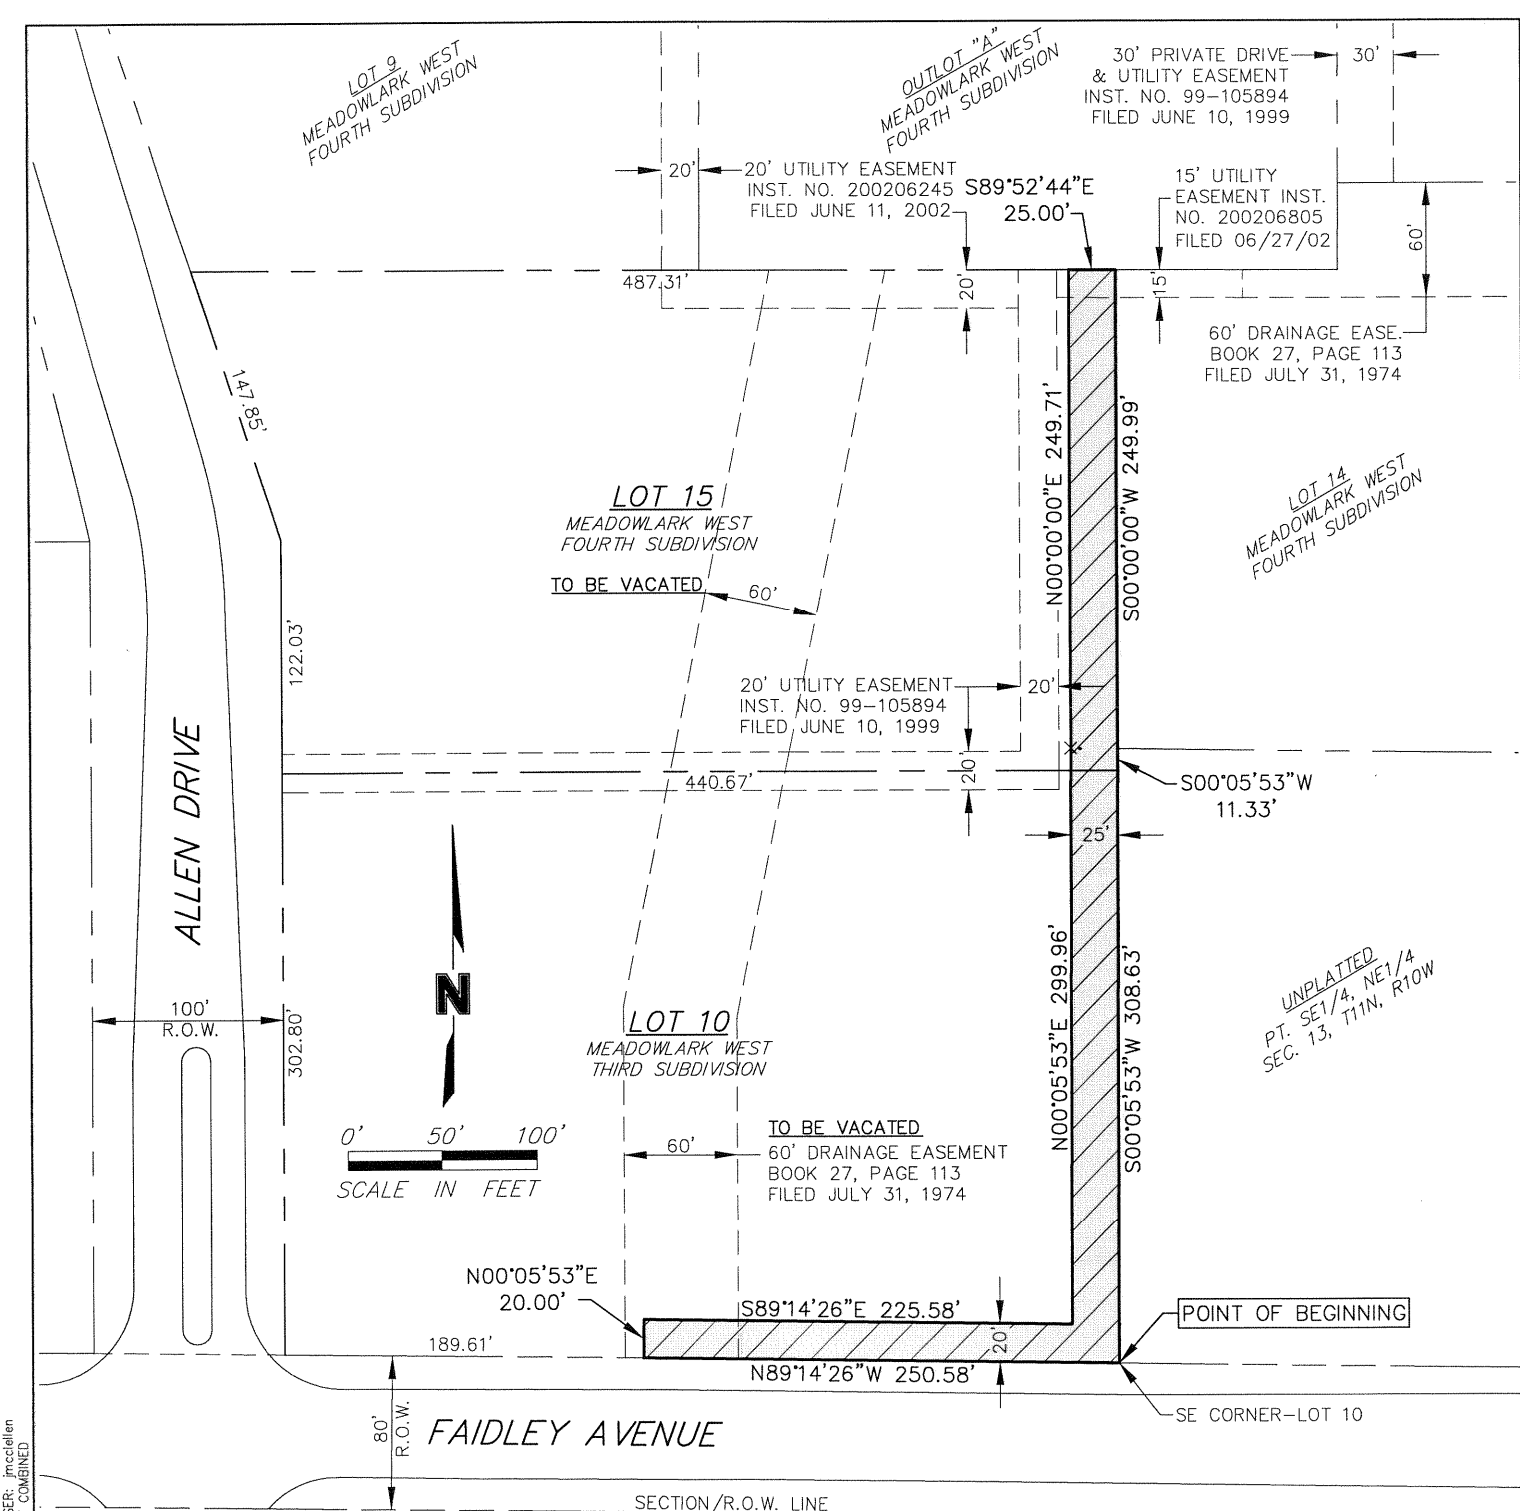 LOT 9
MEADOWLARK WEST
FOURTH SUBDIVISION
OUTLOT "A"
MEADOWLARK WEST
FOURTH SUBDIVISION
30' PRIVATE DRIVE
& UTILITY EASEMENT
INST. NO. 99-105894
FILED JUNE 10, 1999
30'
20'
20' UTILITY EASEMENT
INST. NO. 200206245
FILED JUNE 11, 2002
S89°52'44"E
25.00'
15' UTILITY
EASEMENT INST.
NO. 200206805
FILED 06/27/02
60'
487.31'
20'
15'
60' DRAINAGE EASE.
BOOK 27, PAGE 113
FILED JULY 31, 1974
147.85'
N00°00'00"E 249.71'
S00°00'00"W 249.99'
LOT 15
MEADOWLARK WEST
FOURTH SUBDIVISION
TO BE VACATED
60'
LOT 14
MEADOWLARK WEST
FOURTH SUBDIVISION
122.03'
20' UTILITY EASEMENT
INST. NO. 99-105894
FILED JUNE 10, 1999
20'
20'
440.67'
S00°05'53"W
11.33'
25'
ALLEN DRIVE
N
100'
R.O.W.
302.80'
LOT 10
MEADOWLARK WEST
THIRD SUBDIVISION
N00°05'53"E 299.96'
S00°05'53"W 308.63'
UNPLATTED
PT. SE1/4, NE1/4
SEC. 13, T11N, R10W
0' 50' 100'
SCALE IN FEET
TO BE VACATED
60'
60' DRAINAGE EASEMENT
BOOK 27, PAGE 113
FILED JULY 31, 1974
N00°05'53"E
20.00'
S89°14'26"E 225.58'
20'
POINT OF BEGINNING
189.61'
N89°14'26"W 250.58'
SE CORNER-LOT 10
80'
R.O.W.
FAIDLEY AVENUE
SECTION/R.O.W. LINE
SER: jmcclellen
COMBINED